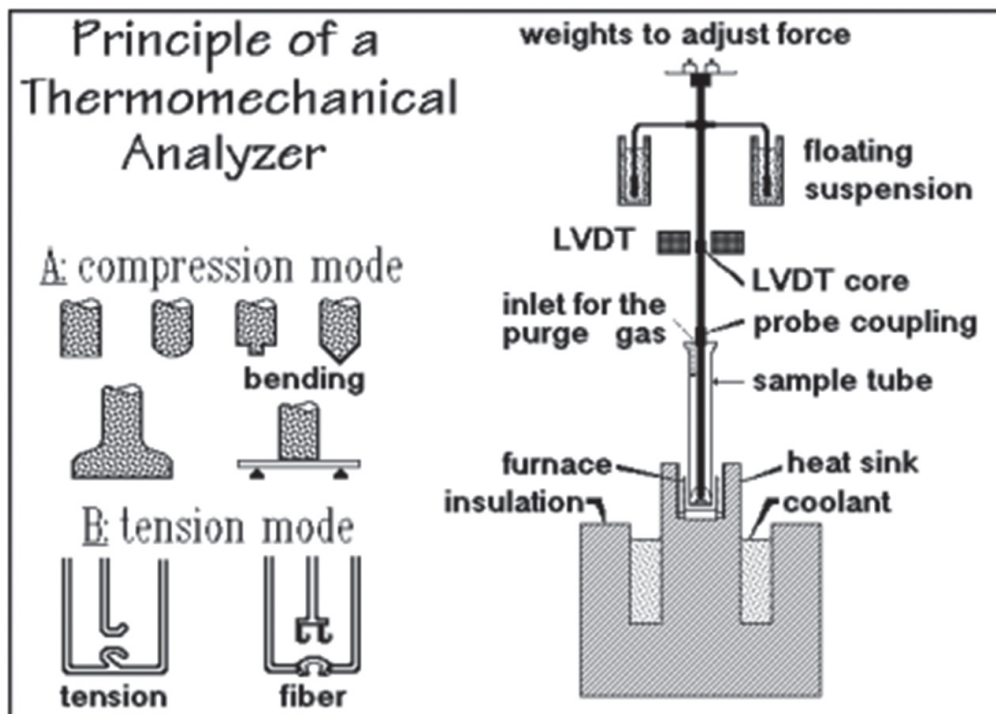 Principle of a
Thermomechanical
Analyzer
A: compression mode
bending
B: tension mode
tension
fiber
weights to adjust force
floating
suspension
LVDT
LVDT core
inlet for the
purge gas
probe coupling
sample tube
furnace
heat sink
insulation
coolant